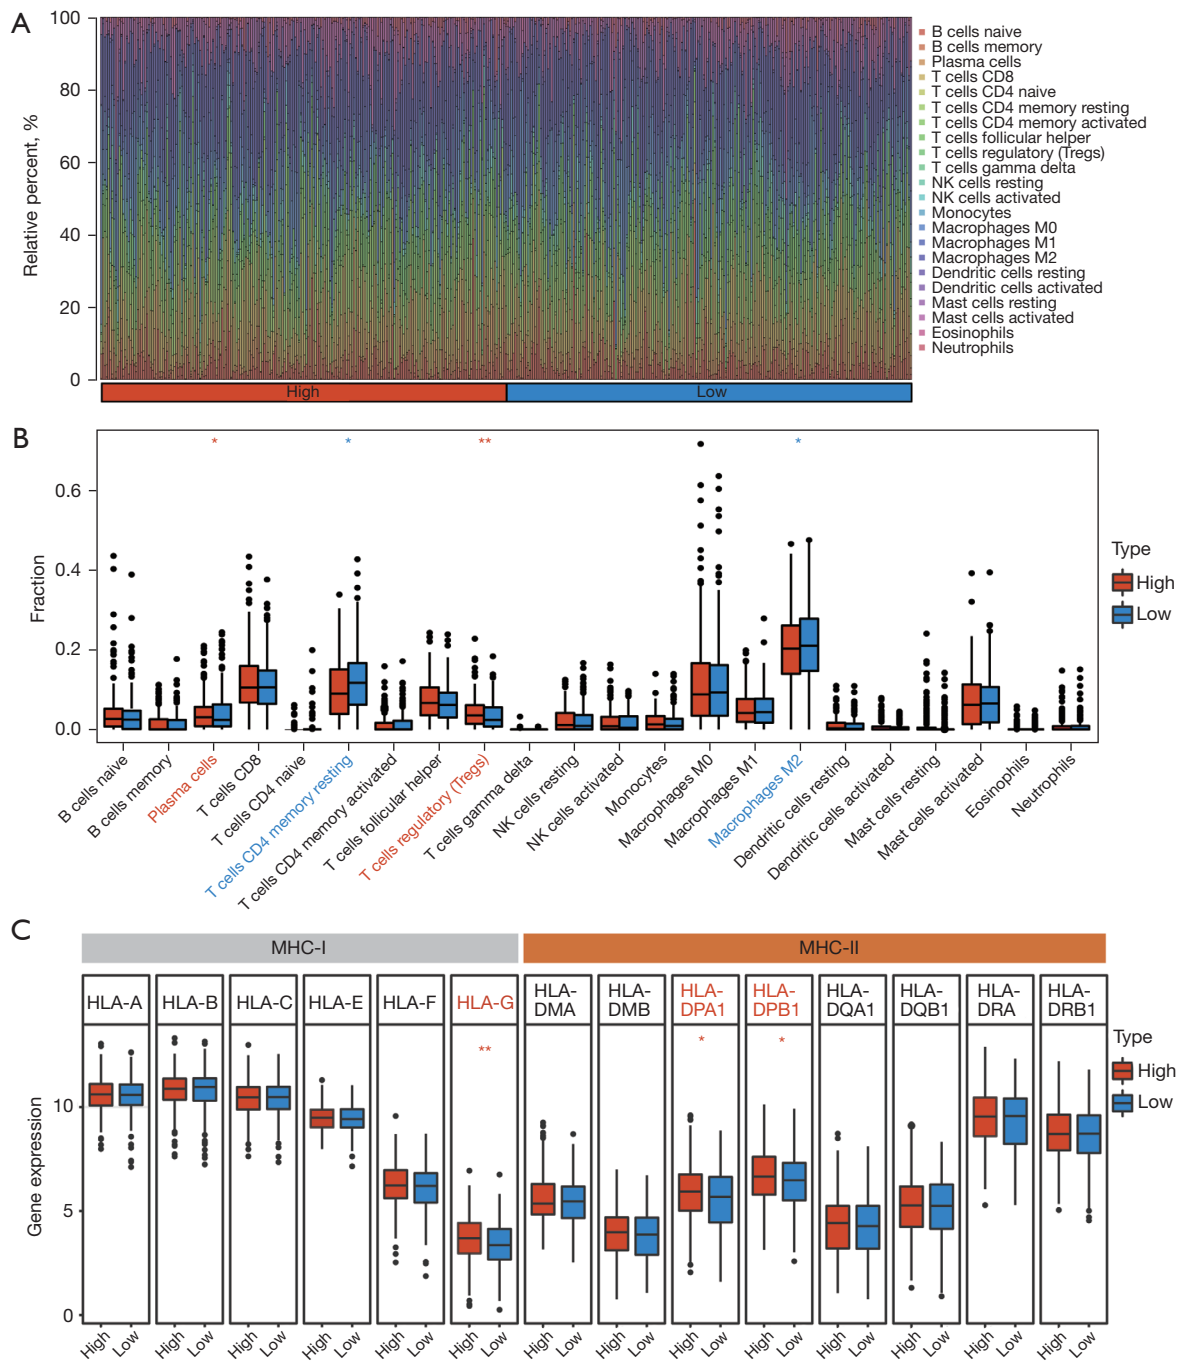 A
Relative percent, %
100
80
60
40
20
0
High
Low
B cells naive
B cells memory
Plasma cells
T cells CD8
T cells CD4 naive
T cells CD4 memory resting
T cells CD4 memory activated
T cells follicular helper
T cells regulatory (Tregs)
T cells gamma delta
NK cells resting
NK cells activated
Monocytes
Macrophages M0
Macrophages M1
Macrophages M2
Dendritic cells resting
Dendritic cells activated
Mast cells resting
Mast cells activated
Eosinophils
Neutrophils
B
* * ** *
Fraction
0.6
0.4
0.2
0.0
Type
High
Low
B cells naive
B cells memory
Plasma cells
T cells CD8
T cells CD4 naive
T cells CD4 memory resting
T cells CD4 memory activated
T cells follicular helper
T cells regulatory (Tregs)
T cells gamma delta
NK cells resting
NK cells activated
Monocytes
Macrophages M0
Macrophages M1
Macrophages M2
Dendritic cells resting
Dendritic cells activated
Mast cells resting
Mast cells activated
Eosinophils
Neutrophils
C
MHC-I
MHC-II
HLA-A
HLA-B
HLA-C
HLA-E
HLA-F
HLA-G
HLA-
DMA
HLA-
DMB
HLA-
DPA1
HLA-
DPB1
HLA-
DQA1
HLA-
DQB1
HLA-
DRA
HLA-
DRB1
** * *
Gene expression
10
5
0
Type
High
Low
High Low High Low High Low High Low High Low High Low High Low High Low High Low High Low High Low High Low High Low High Low